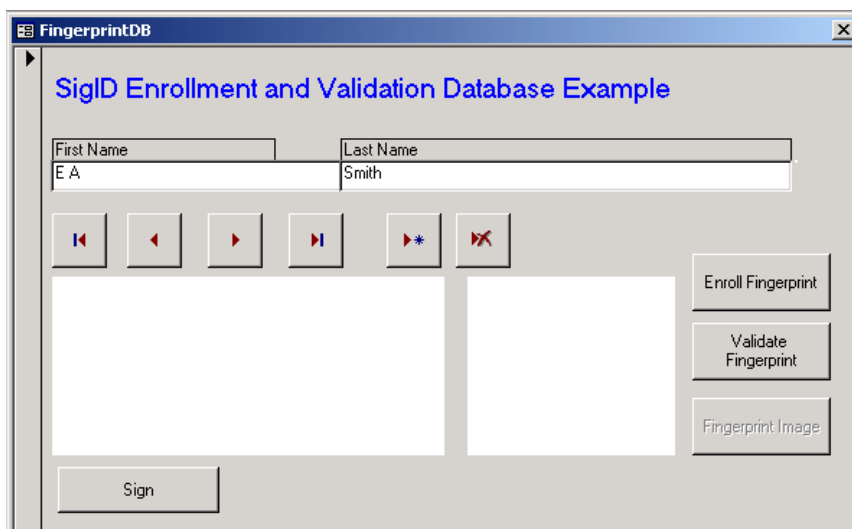 FingerprintDB
SigID Enrollment and Validation Database Example
First Name Last Name
E A Smith
Enroll Fingerprint
Validate
Fingerprint
Fingerprint Image
Sign